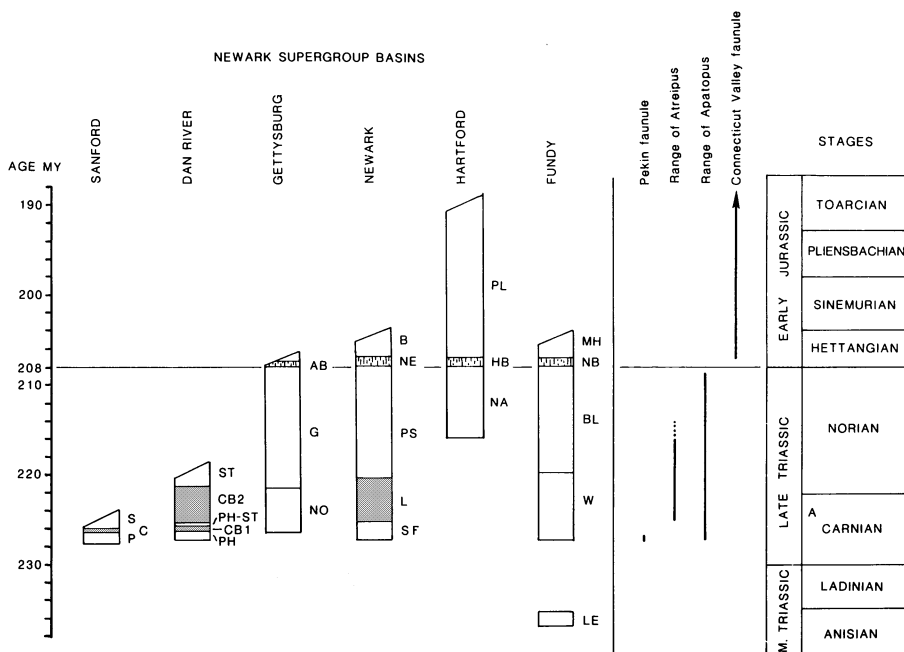 NEWARK SUPERGROUP BASINS
AGE MY
SANFORD
DAN RIVER
GETTYSBURG
NEWARK
HARTFORD
FUNDY
Pekin faunule
Range of Atreipus
Range of Apatopus
Connecticut Valley faunule
STAGES
190
200
208
210
220
230
S
C
P
ST
CB2
PH-ST
CB1
PH
AB
G
NO
B
NE
PS
L
SF
PL
HB
NA
MH
NB
BL
W
LE
EARLY JURASSIC
LATE TRIASSIC
M. TRIASSIC
TOARCIAN
PLIENSBACHIAN
SINEMURIAN
HETTANGIAN
NORIAN
A
CARNIAN
LADINIAN
ANISIAN